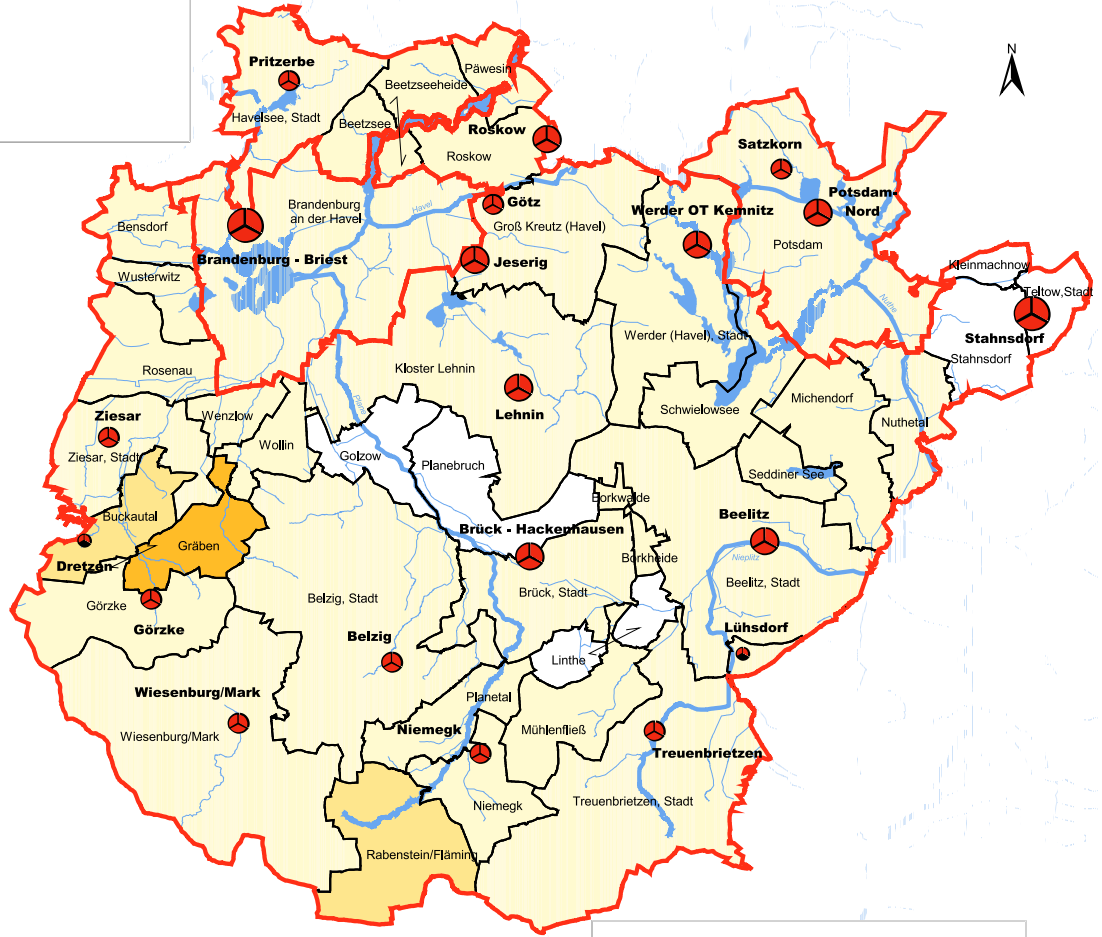 N
Pritzerbe
Päwesin
Beetzseeheide
Havelsee, Stadt
Beetzsee
Roskow
Roskow
Satzkorn
Potsdam-
Nord
Götz
Brandenburg
an der Havel
Havel
Werder OT Kemnitz
Bensdorf
Groß Kreutz (Havel)
Potsdam
Brandenburg - Briest
Jeserig
Kleinmachnow
Wusterwitz
Teltow,Stadt
Nuthe
Werder (Havel), Stadt
Stahnsdorf
Stahnsdorf
Rosenau
Kloster Lehnin
Michendorf
Plane
Lehnin
Schwielowsee
Ziesar
Wenzlow
Nuthetal
Wollin
Ziesar, Stadt
Golzow
Planebruch
Seddiner See
Borkwalde
Buckautal
Beelitz
Brück - Hackenhausen
Gräben
Borkheide
Nieplitz
Dretzen
Beelitz, Stadt
Brück, Stadt
Belzig, Stadt
Görzke
Görzke
Lühsdorf
Belzig
Linthe
Wiesenburg/Mark
Planetal
Niemegk
Mühlenfließ
Wiesenburg/Mark
Treuenbrietzen
Niemegk
Treuenbrietzen, Stadt
Rabenstein/Fläming